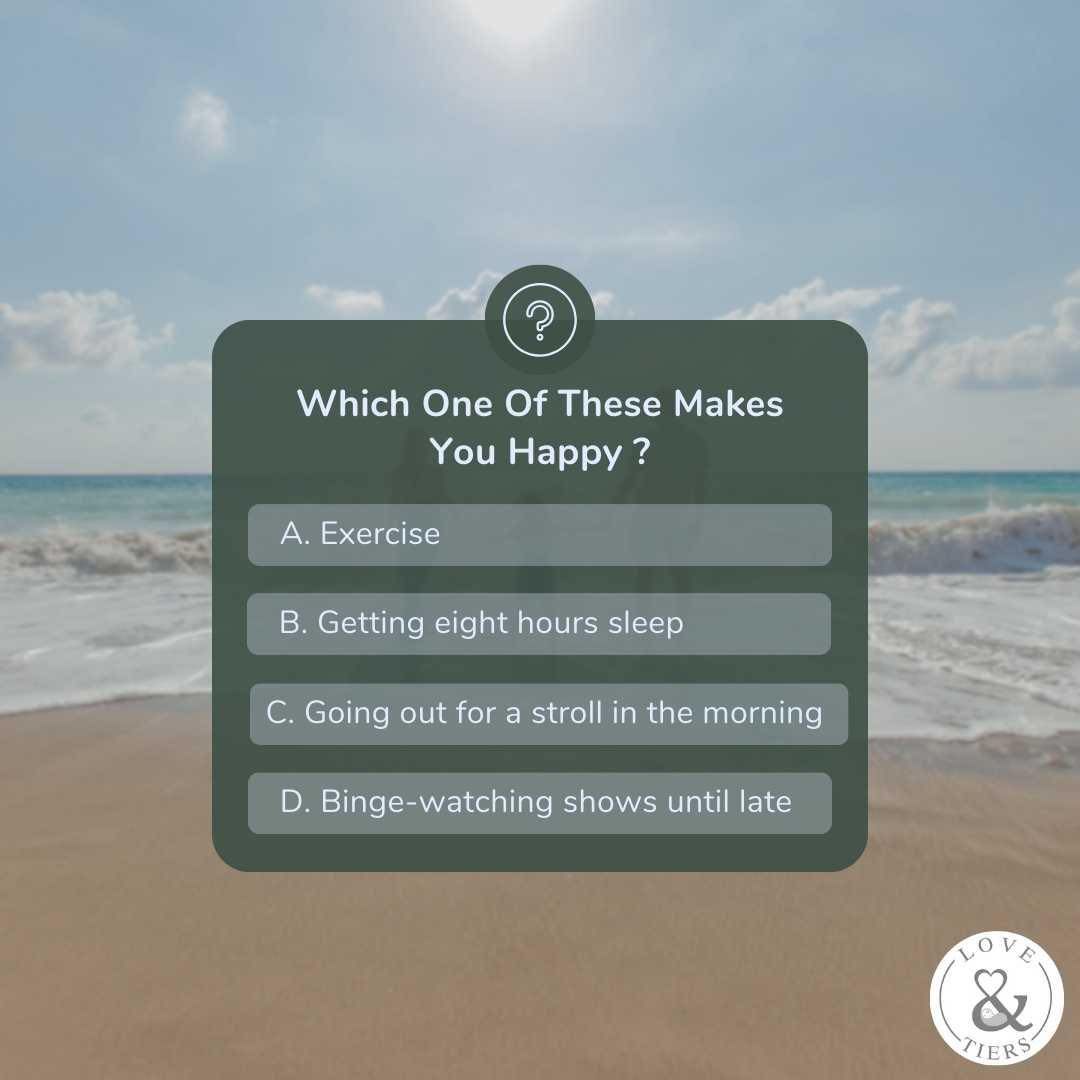 ?
Which One Of These Makes
You Happy ?
A. Exercise
B. Getting eight hours sleep
C. Going out for a stroll in the morning
D. Binge-watching shows until late
LOVE
&
TIERS